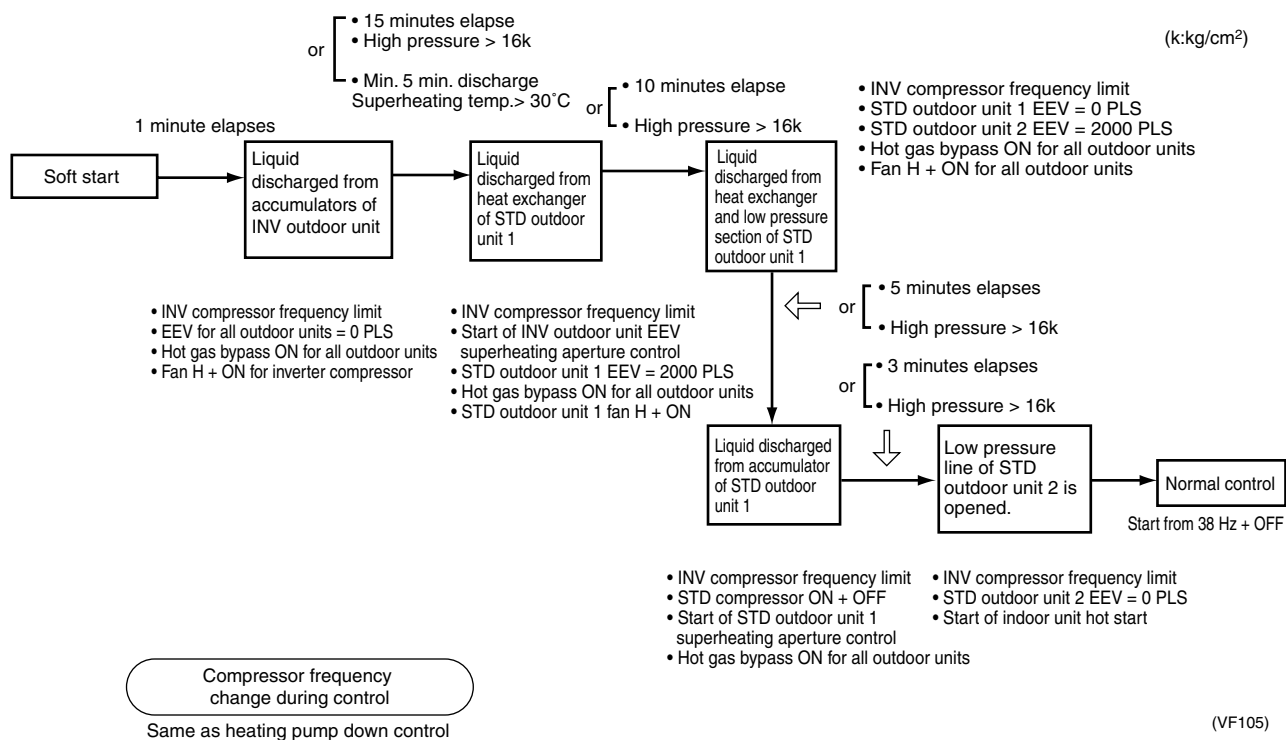 • 15 minutes elapse
or
• High pressure > 16k
• Min. 5 min. discharge
Superheating temp.> 30˚C
(k:kg/cm²)
• 10 minutes elapse
or
• High pressure > 16k
• INV compressor frequency limit
• STD outdoor unit 1 EEV = 0 PLS
• STD outdoor unit 2 EEV = 2000 PLS
• Hot gas bypass ON for all outdoor units
• Fan H + ON for all outdoor units
1 minute elapses
Soft start
Liquid
discharged from
accumulators of
INV outdoor unit
Liquid
discharged from
heat exchanger
of STD outdoor
unit 1
Liquid
discharged from
heat exchanger
and low pressure
section of STD
outdoor unit 1
• INV compressor frequency limit
• EEV for all outdoor units = 0 PLS
• Hot gas bypass ON for all outdoor units
• Fan H + ON for inverter compressor
• INV compressor frequency limit
• Start of INV outdoor unit EEV
superheating aperture control
• STD outdoor unit 1 EEV = 2000 PLS
• Hot gas bypass ON for all outdoor units
• STD outdoor unit 1 fan H + ON
• 5 minutes elapses
or
• High pressure > 16k
• 3 minutes elapses
or
• High pressure > 16k
Liquid discharged
from accumulator
of STD outdoor
unit 1
Low pressure
line of STD
outdoor unit 2 is
opened.
Normal control
Start from 38 Hz + OFF
• INV compressor frequency limit
• STD compressor ON + OFF
• Start of STD outdoor unit 1
superheating aperture control
• Hot gas bypass ON for all outdoor units
• INV compressor frequency limit
• STD outdoor unit 2 EEV = 0 PLS
• Start of indoor unit hot start
Compressor frequency
change during control
Same as heating pump down control
(VF105)